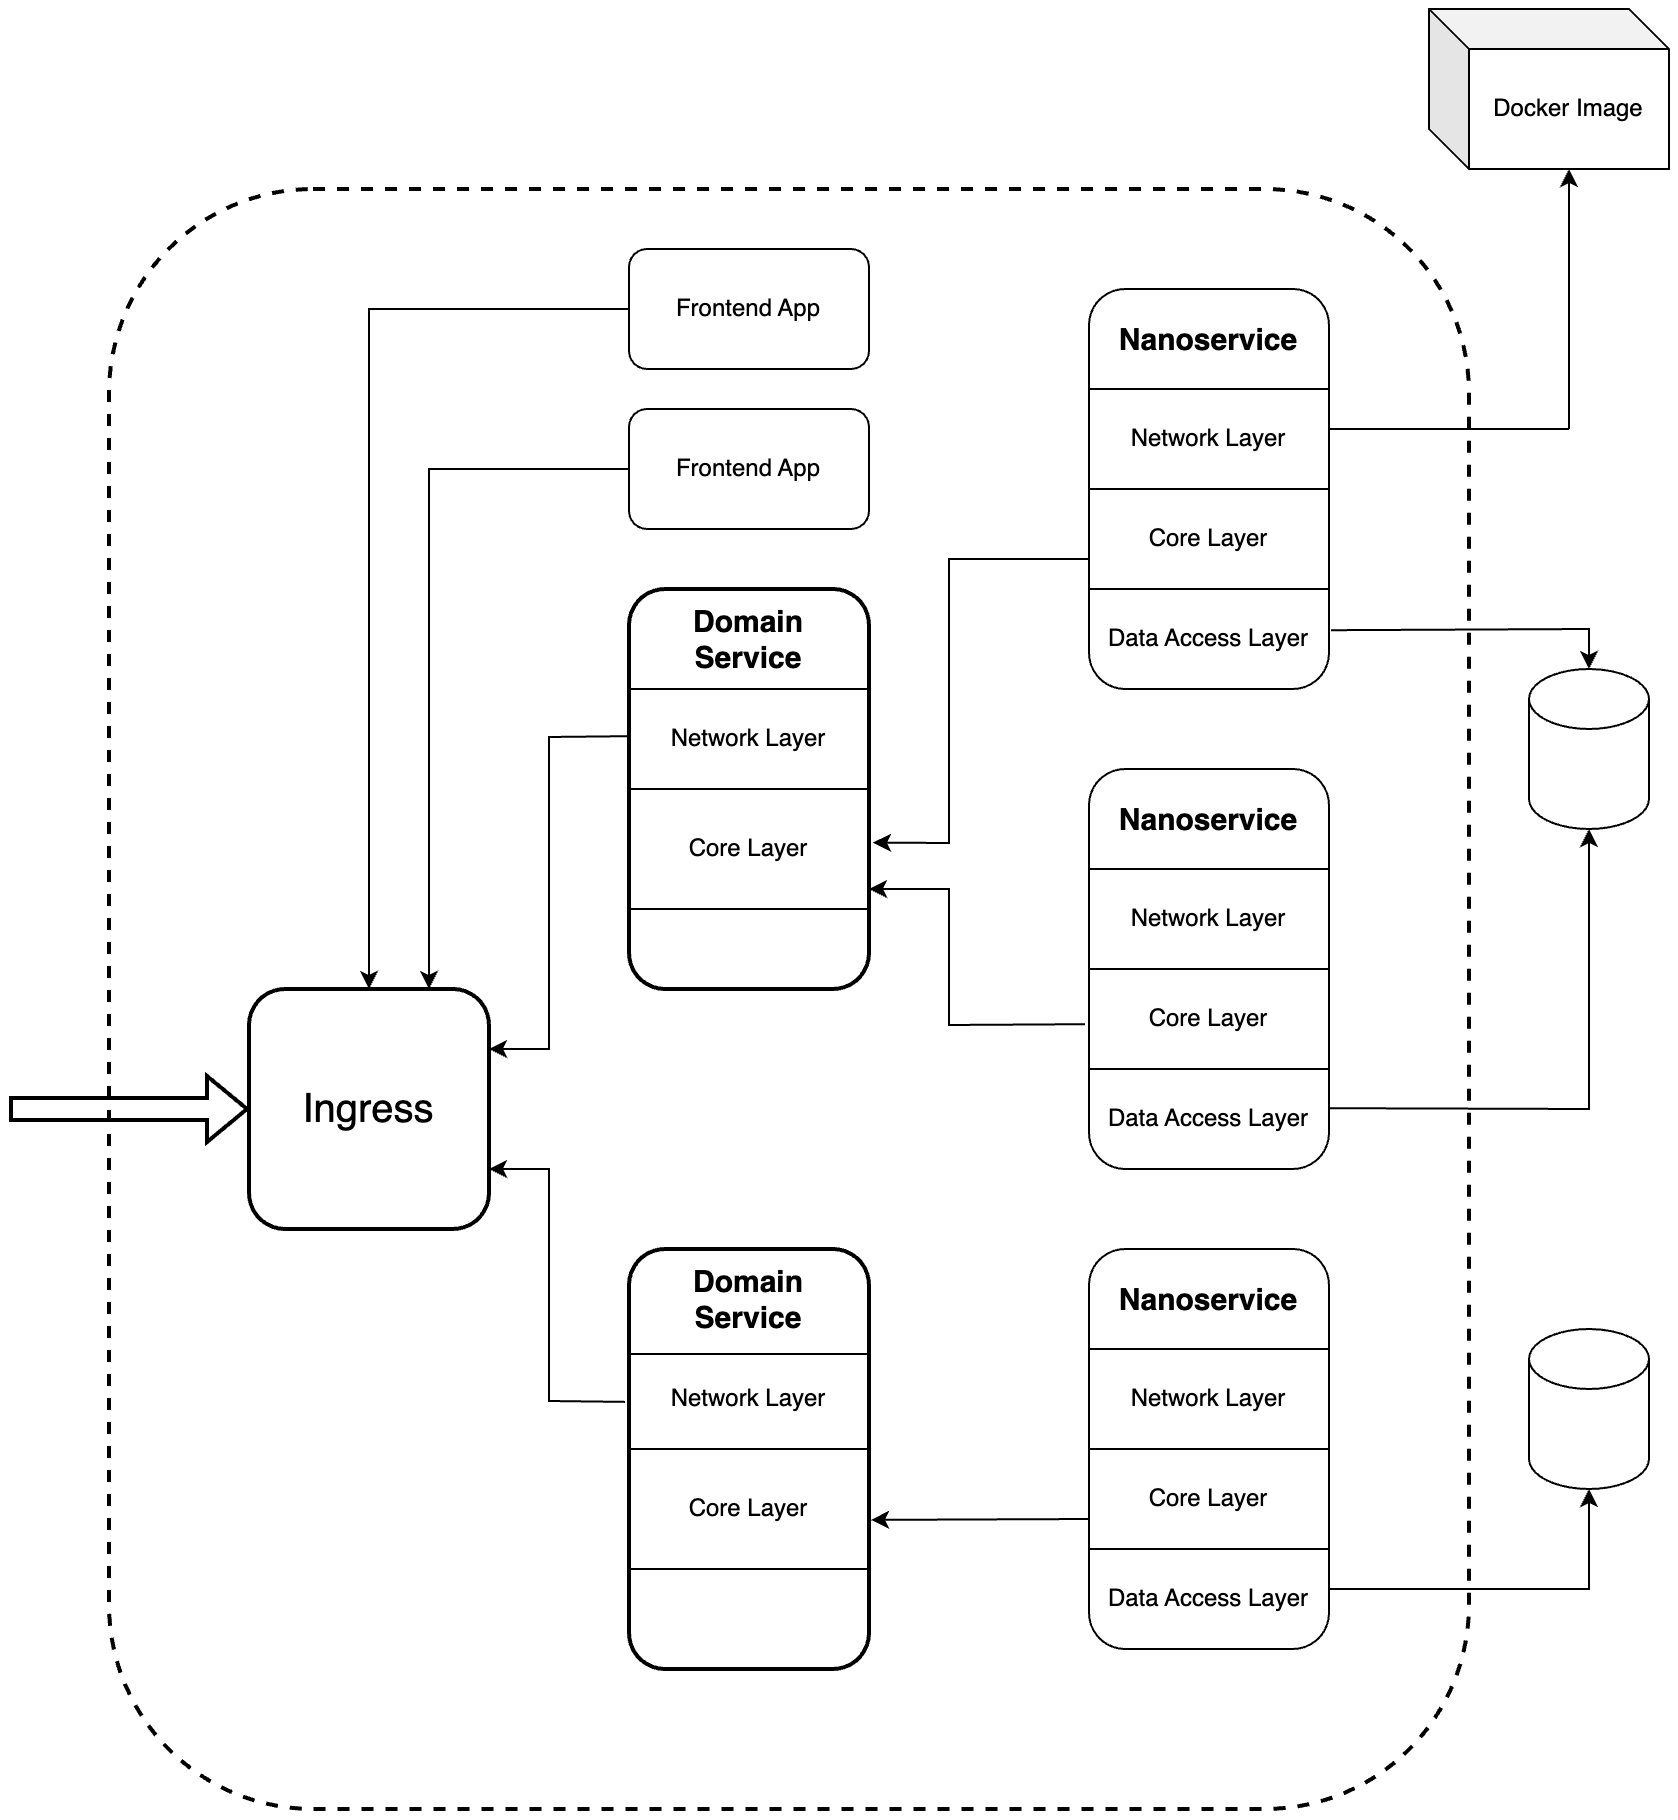 Docker Image
Frontend App
Frontend App
Nanoservice
Network Layer
Core Layer
Data Access Layer
Domain
Service
Network Layer
Core Layer
Nanoservice
Network Layer
Core Layer
Data Access Layer
Ingress
Domain
Service
Network Layer
Core Layer
Nanoservice
Network Layer
Core Layer
Data Access Layer